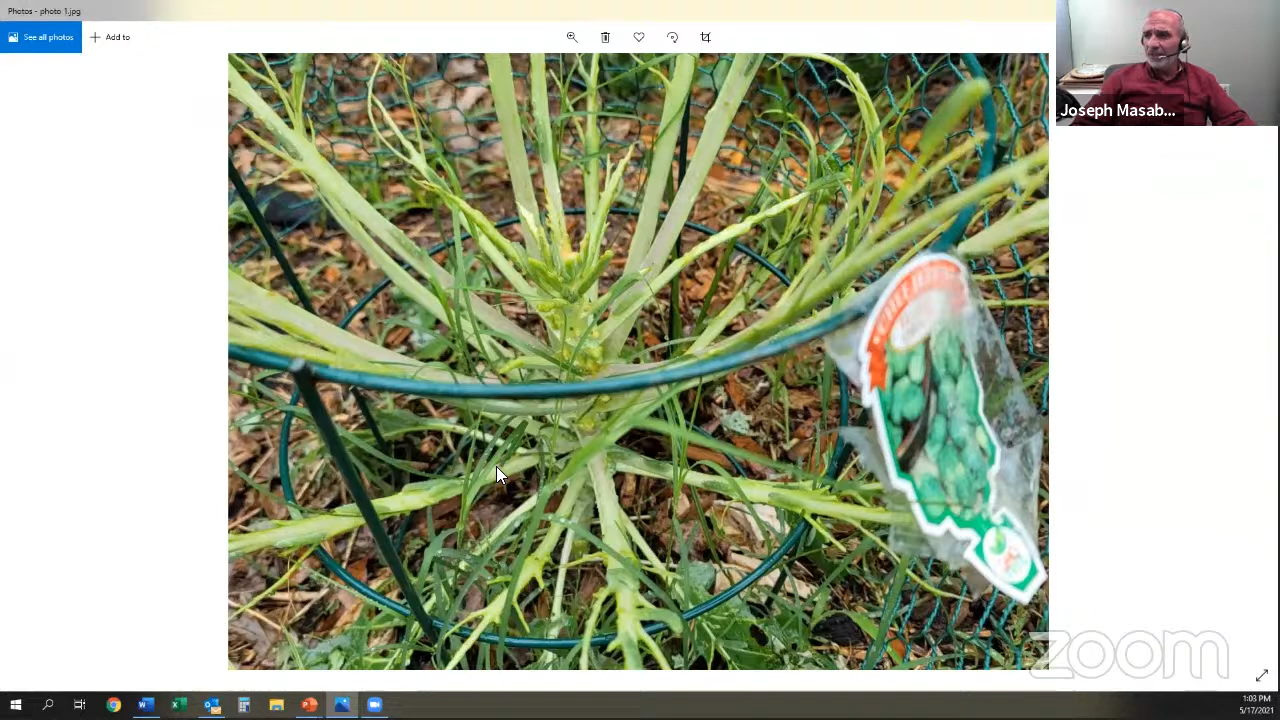 Photos - photo 1.jpg
See all photos
Add to
Joseph Masab...
zoom
1:03 PM
5/17/2021